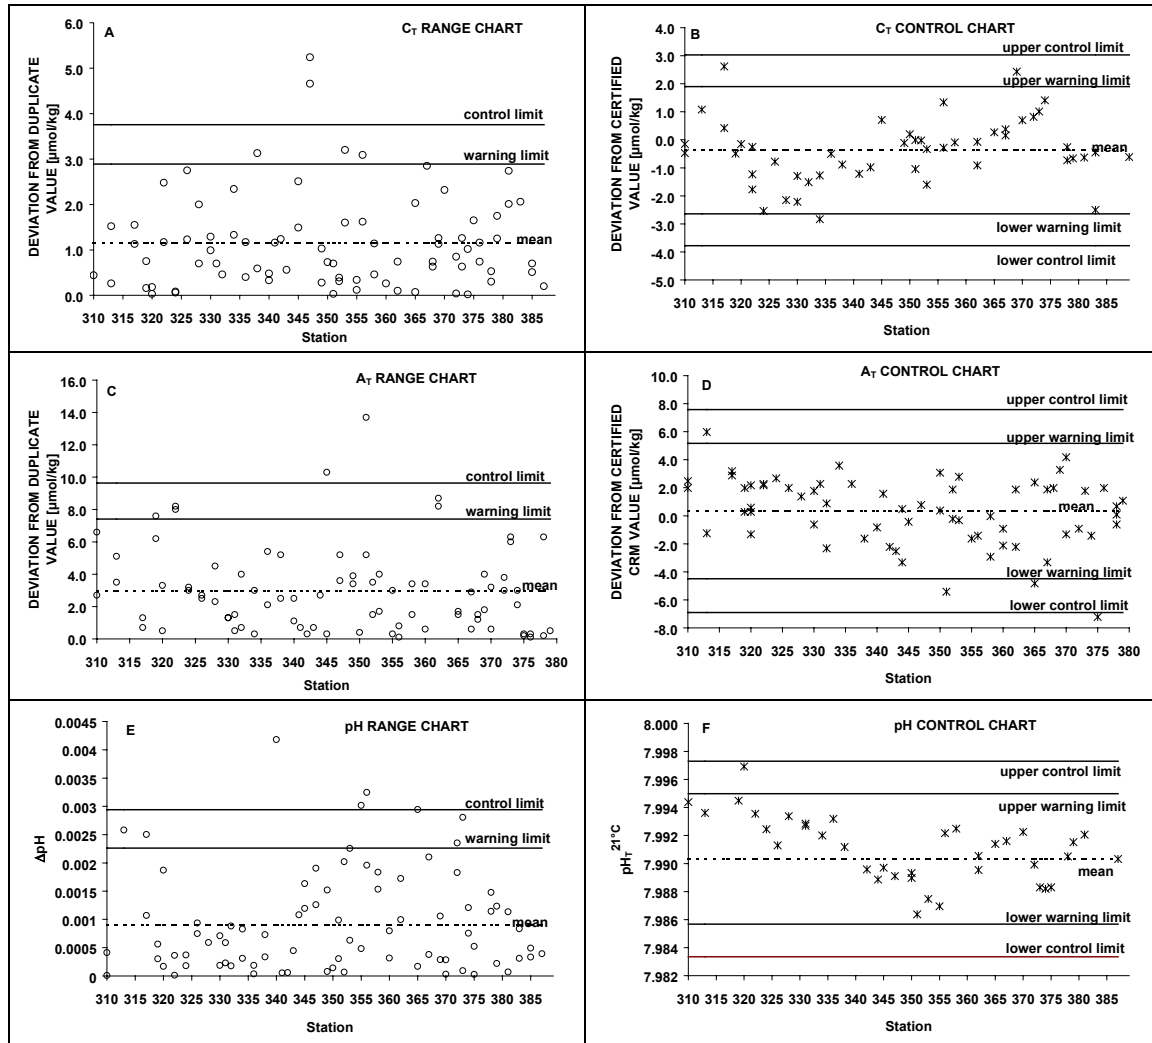 A
C_T RANGE CHART
DEVIATION FROM DUPLICATE
VALUE [µmol/kg]
6.0
5.0
4.0
3.0
2.0
1.0
0.0
control limit
warning limit
mean
310 315 320 325 330 335 340 345 350 355 360 365 370 375 380 385
Station
B
C_T CONTROL CHART
DEVIATION FROM CERTIFIED
VALUE [µmol/kg]
4.0
3.0
2.0
1.0
0.0
-1.0
-2.0
-3.0
-4.0
-5.0
upper control limit
upper warning limit
mean
lower warning limit
lower control limit
310 315 320 325 330 335 340 345 350 355 360 365 370 375 380 385
Station
C
A_T RANGE CHART
DEVIATION FROM DUPLICATE
VALUE [µmol/kg]
16.0
14.0
12.0
10.0
8.0
6.0
4.0
2.0
0.0
control limit
warning limit
mean
310 315 320 325 330 335 340 345 350 355 360 365 370 375 380
Station
D
A_T CONTROL CHART
DEVIATION FROM CERTIFIED
CRM VALUE [µmol/kg]
10.0
8.0
6.0
4.0
2.0
0.0
-2.0
-4.0
-6.0
-8.0
upper control limit
upper warning limit
mean
lower warning limit
lower control limit
310 315 320 325 330 335 340 345 350 355 360 365 370 375 380
Station
E
pH RANGE CHART
ΔpH
0.0045
0.004
0.0035
0.003
0.0025
0.002
0.0015
0.001
0.0005
0
control limit
warning limit
mean
310 315 320 325 330 335 340 345 350 355 360 365 370 375 380 385
Station
F
pH CONTROL CHART
pH_T 21°C
8.000
7.998
7.996
7.994
7.992
7.990
7.988
7.986
7.984
7.982
upper control limit
upper warning limit
mean
lower warning limit
lower control limit
310 315 320 325 330 335 340 345 350 355 360 365 370 375 380 385
Station